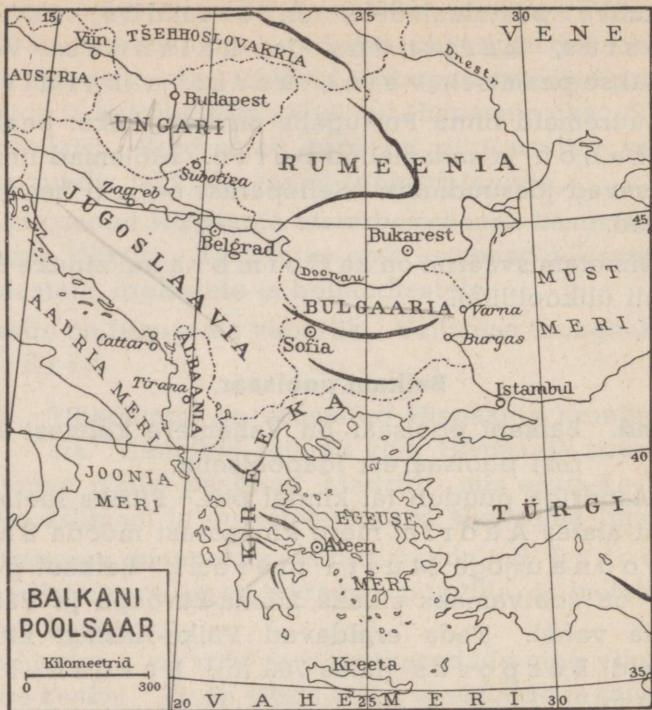 15
20
25
30
VENE
TŠEHHOSLOVAKKIA
Viin
AUSTRIA
Budapest
UNGARI
Dnestr
RUMEENIA
Subotica
Zagreb
JUGOSLAAVIA
45
Belgrad
Bukarest
Doonau
MUST
MERI
BULGAARIA
Varna
Sofia
Burgas
AADRIA MERI
Cattaro
ALBAANIA
Tirana
Istambul
KREEKA
40
JOONIA
MERI
EGEUSE
MERI
TÜRGI
Ateen
BALKANI
POOLSAAR
Kilomeetrid
0 300
Kreeta
35
20
VAHEMERI
25
30